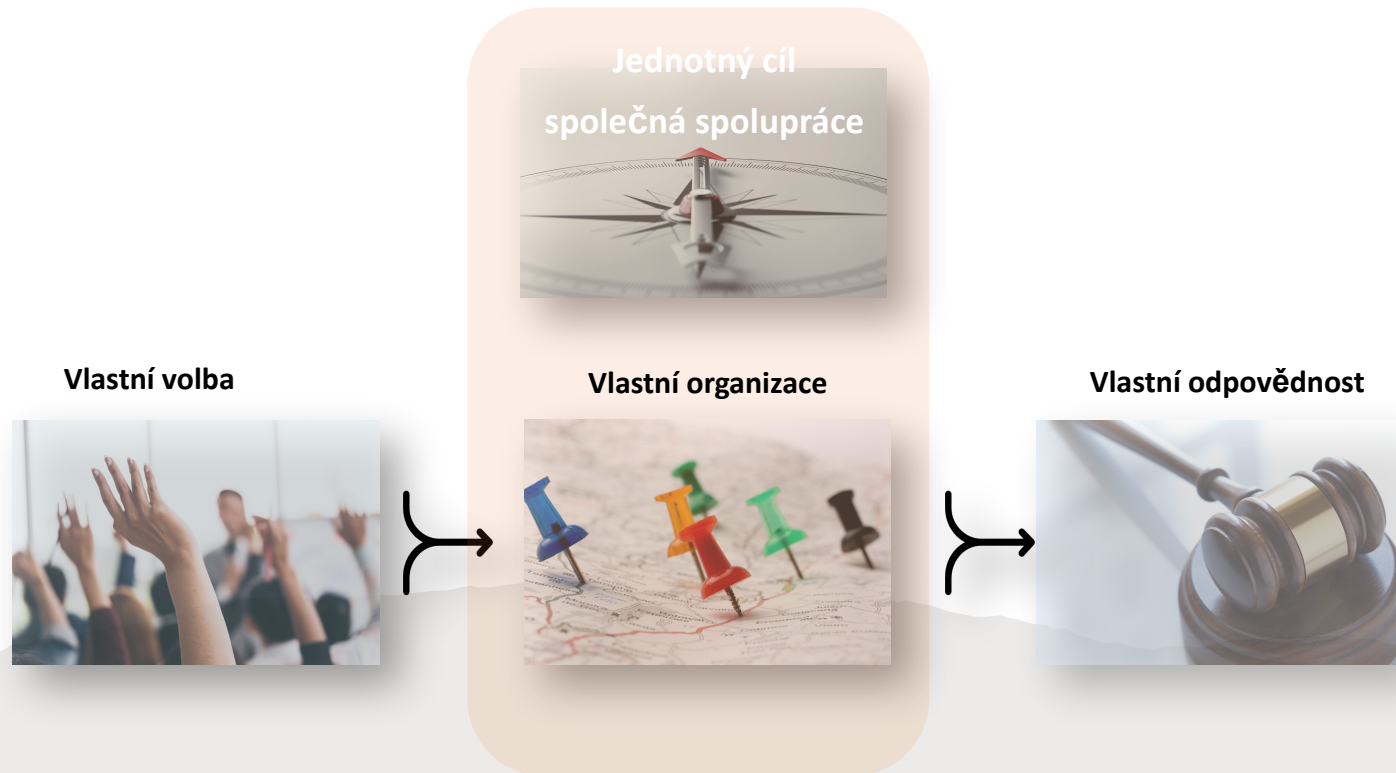 Jednotný cíl
společná spolupráce
Vlastní volba
Vlastní organizace
Vlastní odpovědnost